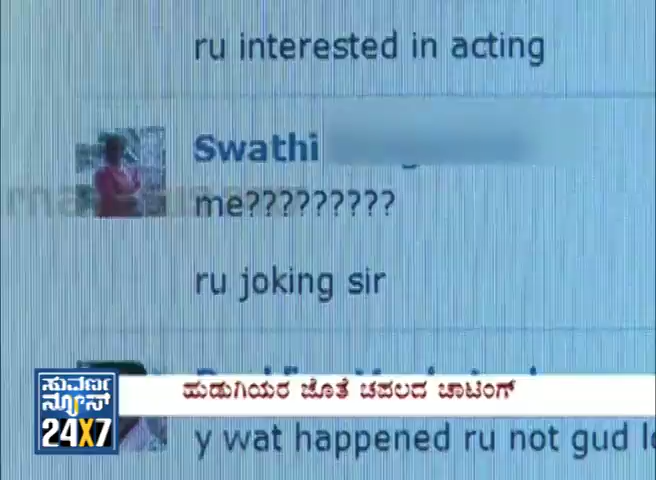 ru interested in acting
Swathi
me?????????
ru joking sir
ಸುವರ್ಣ
ನ್ಯೂಸ್
24X7
ಹುಡುಗಿಯರ ಜೊತೆ ಚಪಲದ ಚಾಟಿಂಗ್
y wat happened ru not gud